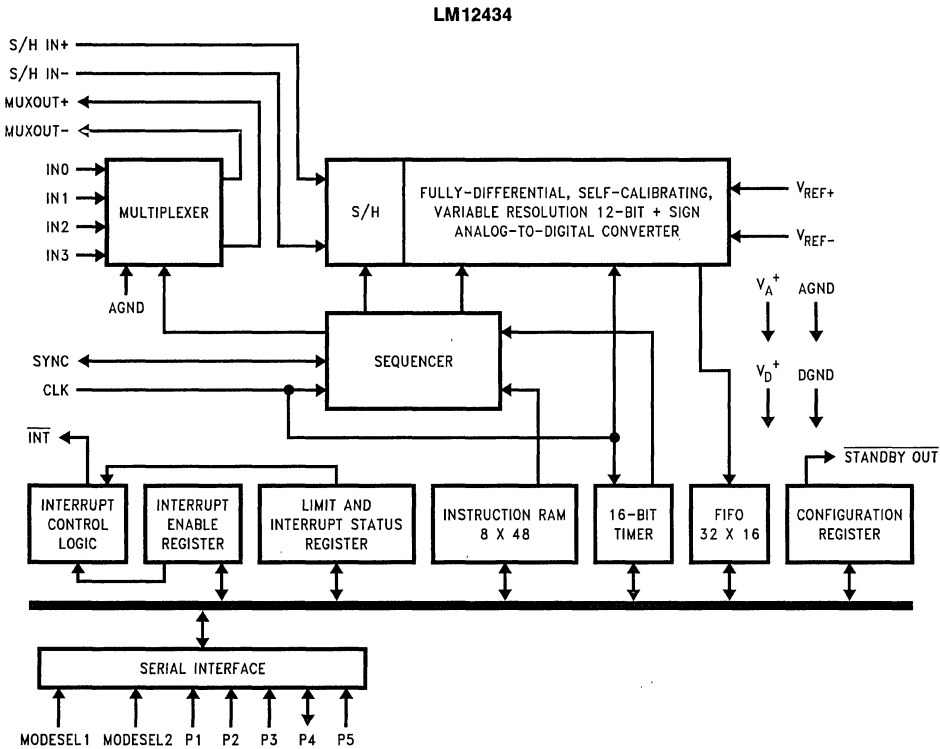 LM12434
S/H IN+
S/H IN-
MUXOUT+
MUXOUT-
IN0
IN1
IN2
IN3
MULTIPLEXER
AGND
S/H
FULLY-DIFFERENTIAL, SELF-CALIBRATING,
VARIABLE RESOLUTION 12-BIT + SIGN
ANALOG-TO-DIGITAL CONVERTER
VREF+
VREF-
VA+
AGND
VD+
DGND
SEQUENCER
SYNC
CLK
INT
STANDBY OUT
INTERRUPT
CONTROL
LOGIC
INTERRUPT
ENABLE
REGISTER
LIMIT AND
INTERRUPT STATUS
REGISTER
INSTRUCTION RAM
8 X 48
16-BIT
TIMER
FIFO
32 X 16
CONFIGURATION
REGISTER
SERIAL INTERFACE
MODESEL1
MODESEL2
P1
P2
P3
P4
P5